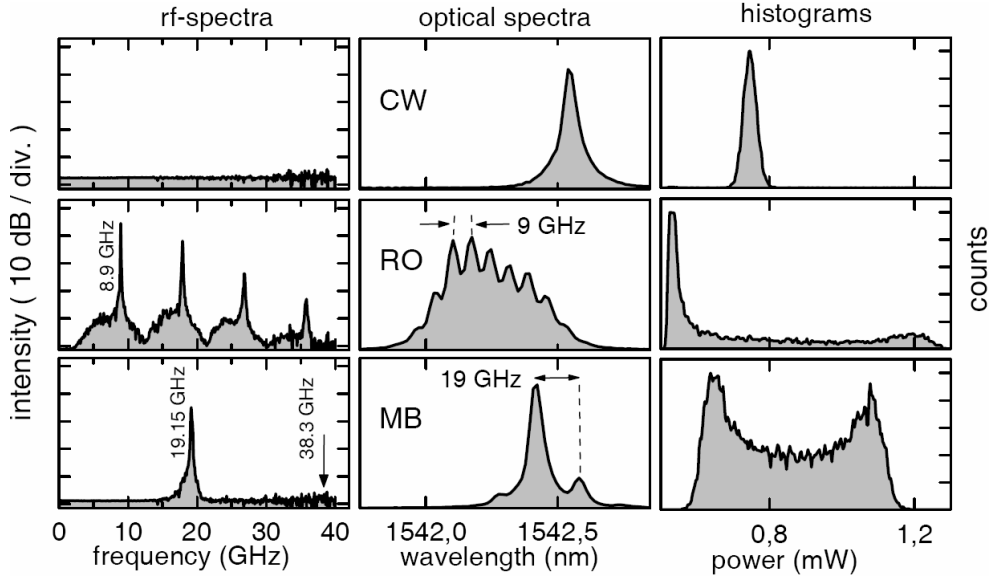 rf-spectra optical spectra histograms
intensity ( 10 dB / div. )
CW
8.9 GHz
RO
9 GHz
counts
19.15 GHz
38.3 GHz
MB
19 GHz
0 10 20 30 40 1542,0 1542,5 0,8 1,2
frequency (GHz) wavelength (nm) power (mW)